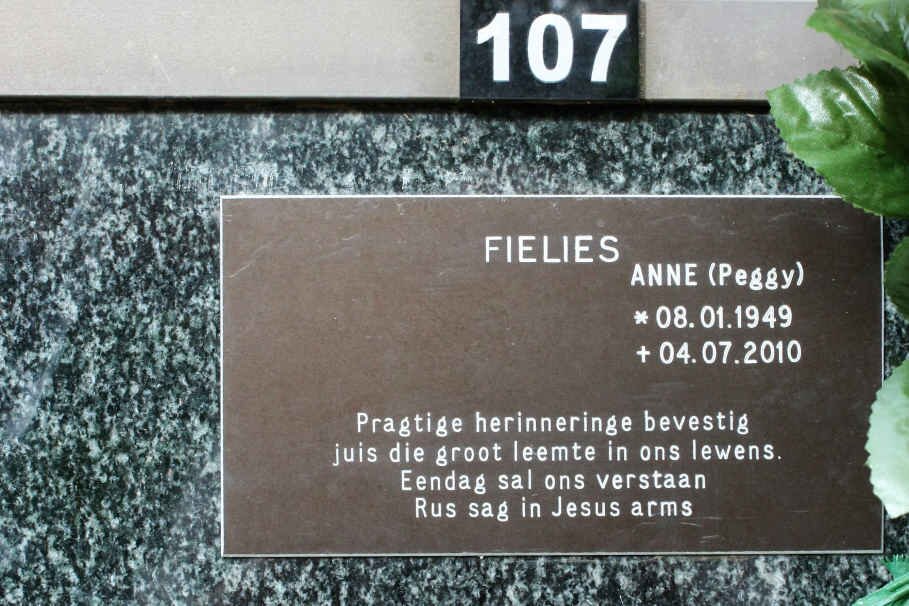 107
FIELIES
ANNE (Peggy)
* 08.01.1949
+ 04.07.2010
Pragtige herinneringe bevestig
juis die groot leemte in ons lewens.
Eendag sal ons verstaan
Rus sag in Jesus arms